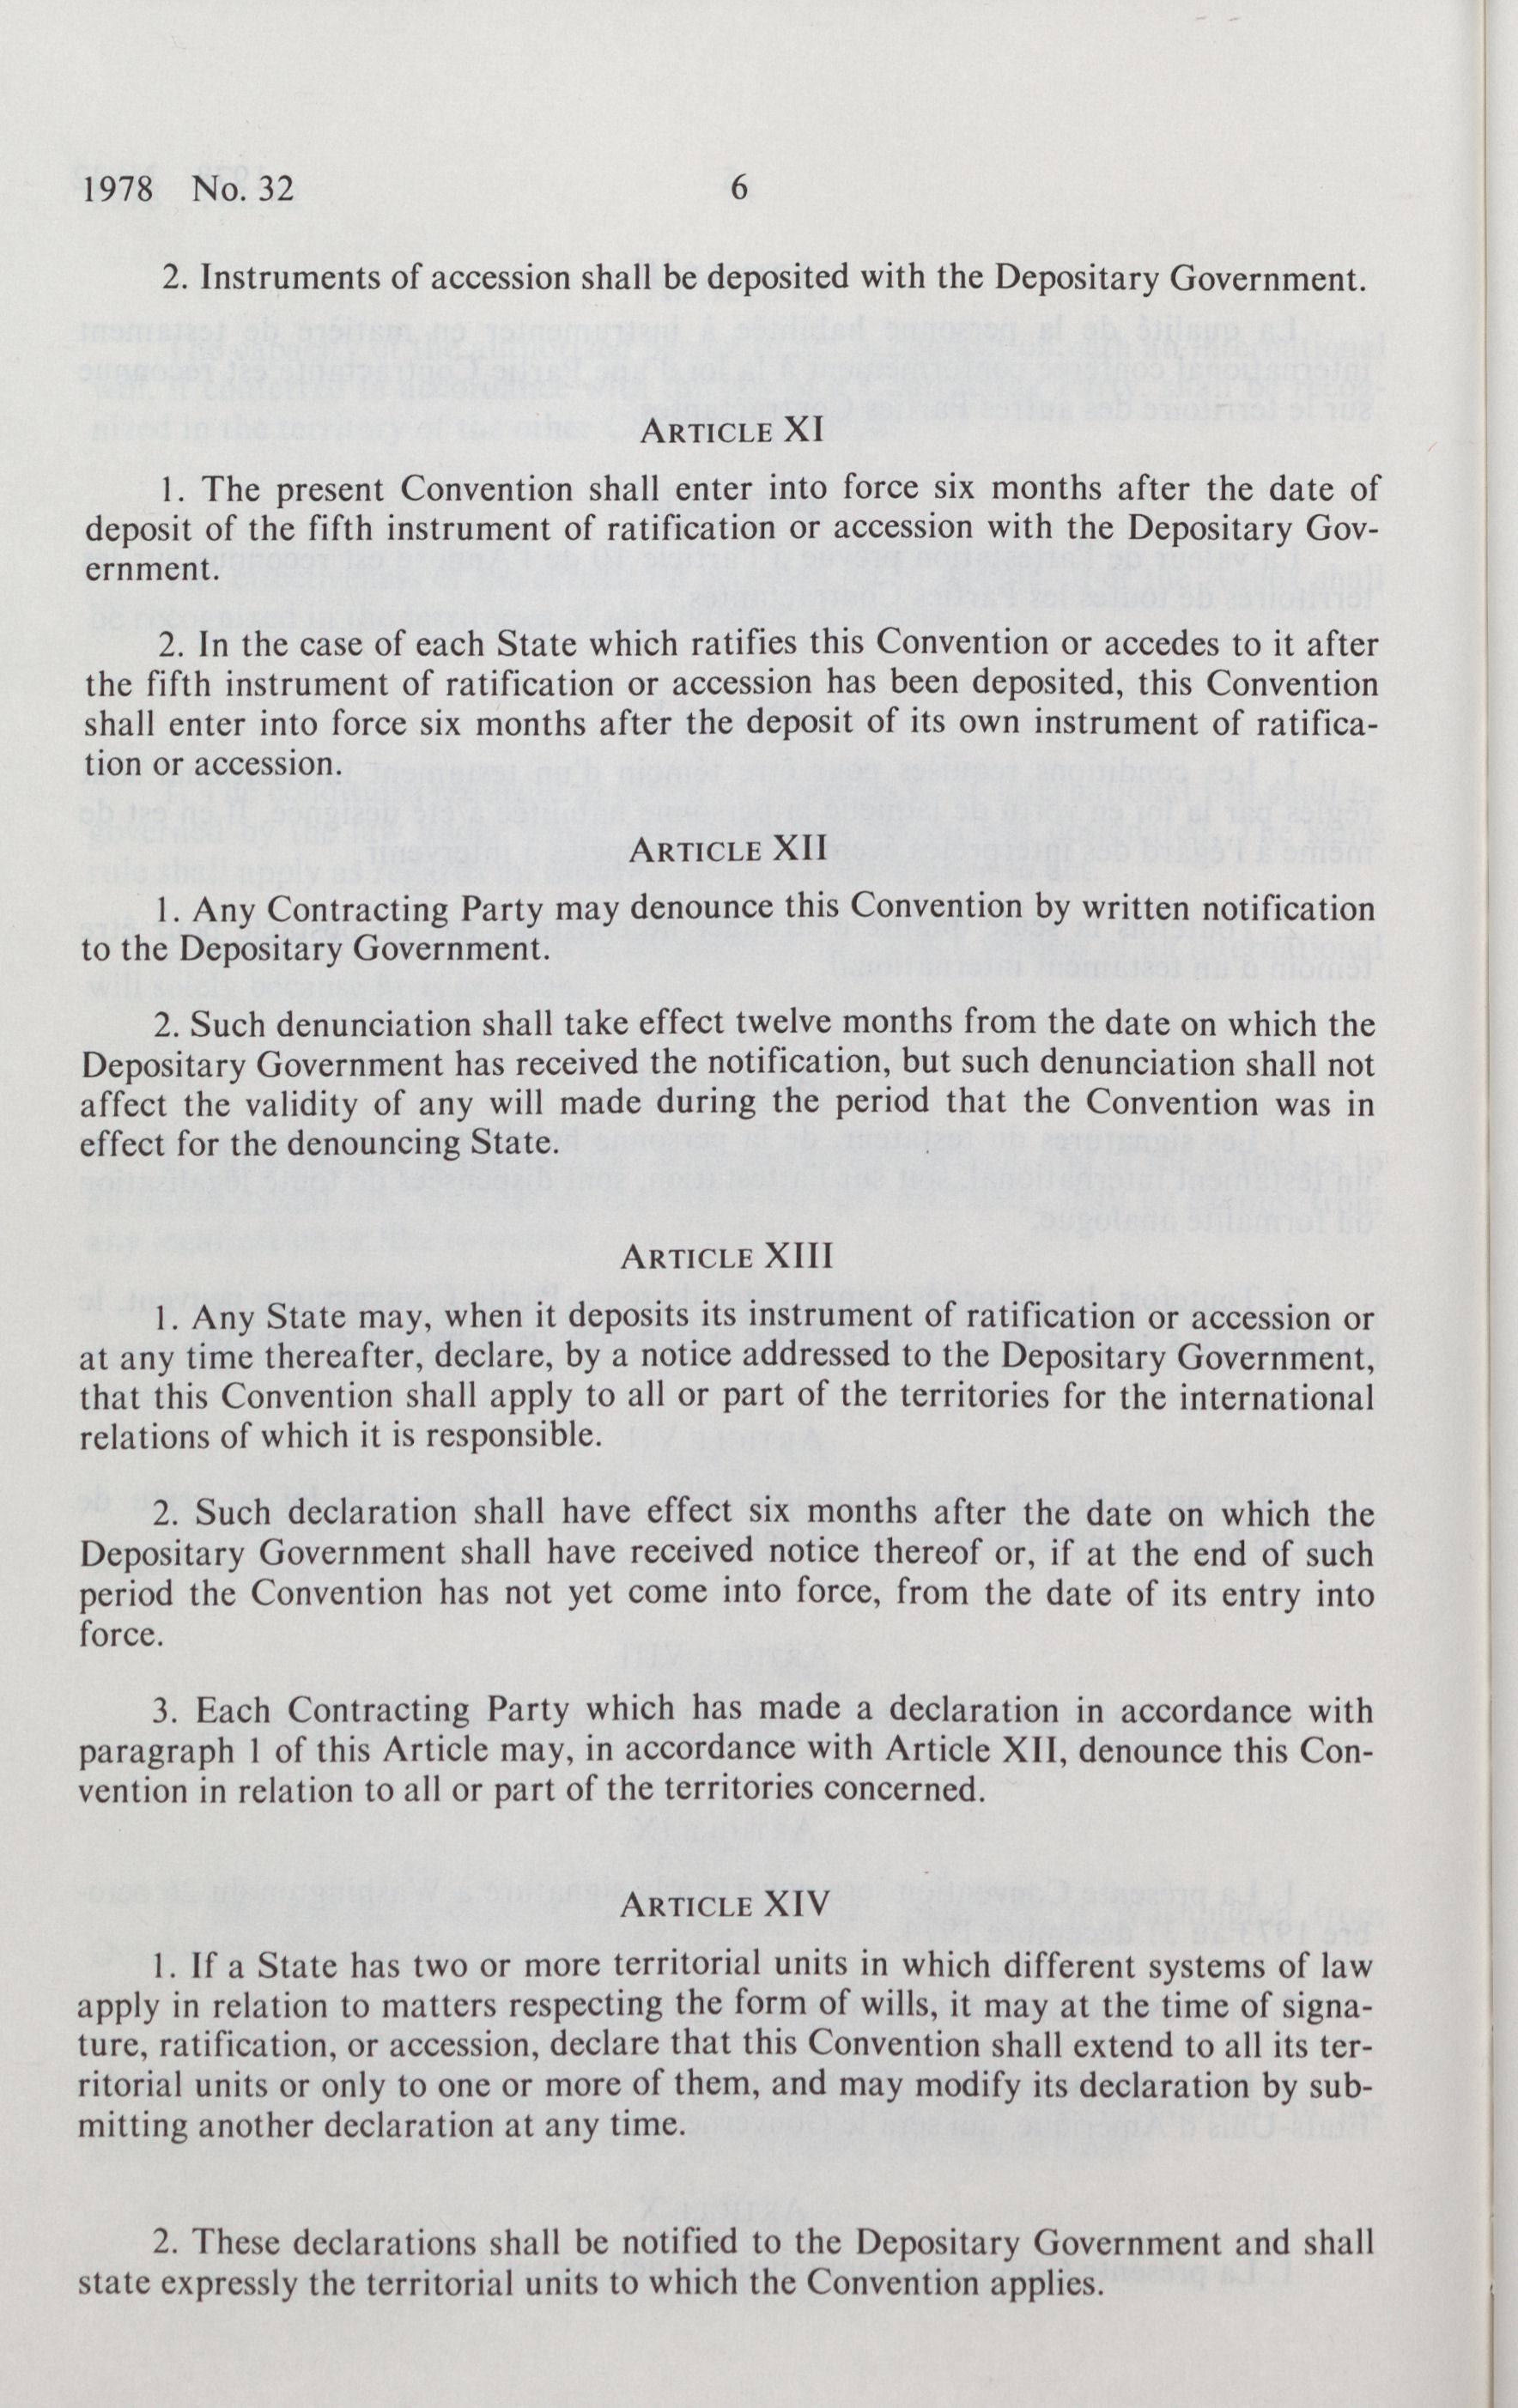 1978 No. 32 6
2. Instruments of accession shall be deposited with the Depositary Government.
ARTICLE XI
1. The present Convention shall enter into force six months after the date of
deposit of the fifth instrument of ratification or accession with the Depositary Gov-
ernment.
2. In the case of each State which ratifies this Convention or accedes to it after
the fifth instrument of ratification or accession has been deposited, this Convention
shall enter into force six months after the deposit of its own instrument of ratifica-
tion or accession.
ARTICLE XII
1. Any Contracting Party may denounce this Convention by written notification
to the Depositary Government.
2. Such denunciation shall take effect twelve months from the date on which the
Depositary Government has received the notification, but such denunciation shall not
affect the validity of any will made during the period that the Convention was in
effect for the denouncing State.
ARTICLE XIII
1. Any State may, when it deposits its instrument of ratification or accession or
at any time thereafter, declare, by a notice addressed to the Depositary Government,
that this Convention shall apply to all or part of the territories for the international
relations of which it is responsible.
2. Such declaration shall have effect six months after the date on which the
Depositary Government shall have received notice thereof or, if at the end of such
period the Convention has not yet come into force, from the date of its entry into
force.
3. Each Contracting Party which has made a declaration in accordance with
paragraph 1 of this Article may, in accordance with Article XII, denounce this Con-
vention in relation to all or part of the territories concerned.
ARTICLE XIV
1. If a State has two or more territorial units in which different systems of law
apply in relation to matters respecting the form of wills, it may at the time of signa-
ture, ratification, or accession, declare that this Convention shall extend to all its ter-
ritorial units or only to one or more of them, and may modify its declaration by sub-
mitting another declaration at any time.
2. These declarations shall be notified to the Depositary Government and shall
state expressly the territorial units to which the Convention applies.